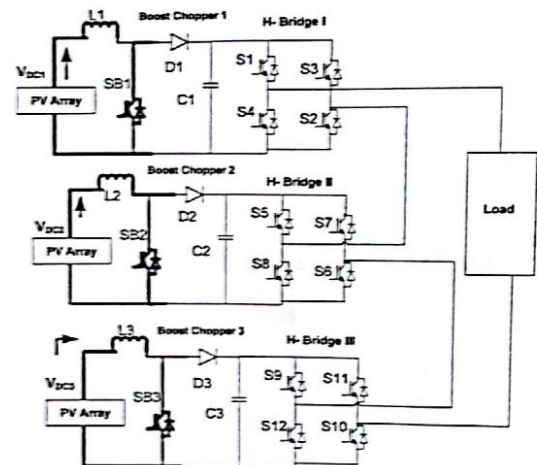 Boost Chopper 1
L1
H- Bridge I
VDC1
SB1
D1
C1
S1
S3
S4
S2
PV Array
Boost Chopper 2
L2
H- Bridge II
VDC2
SB2
D2
C2
S5
S7
S8
S6
PV Array
Load
Boost Chopper 3
L3
H- Bridge III
VDC3
SB3
D3
C3
S9
S11
S12
S10
PV Array